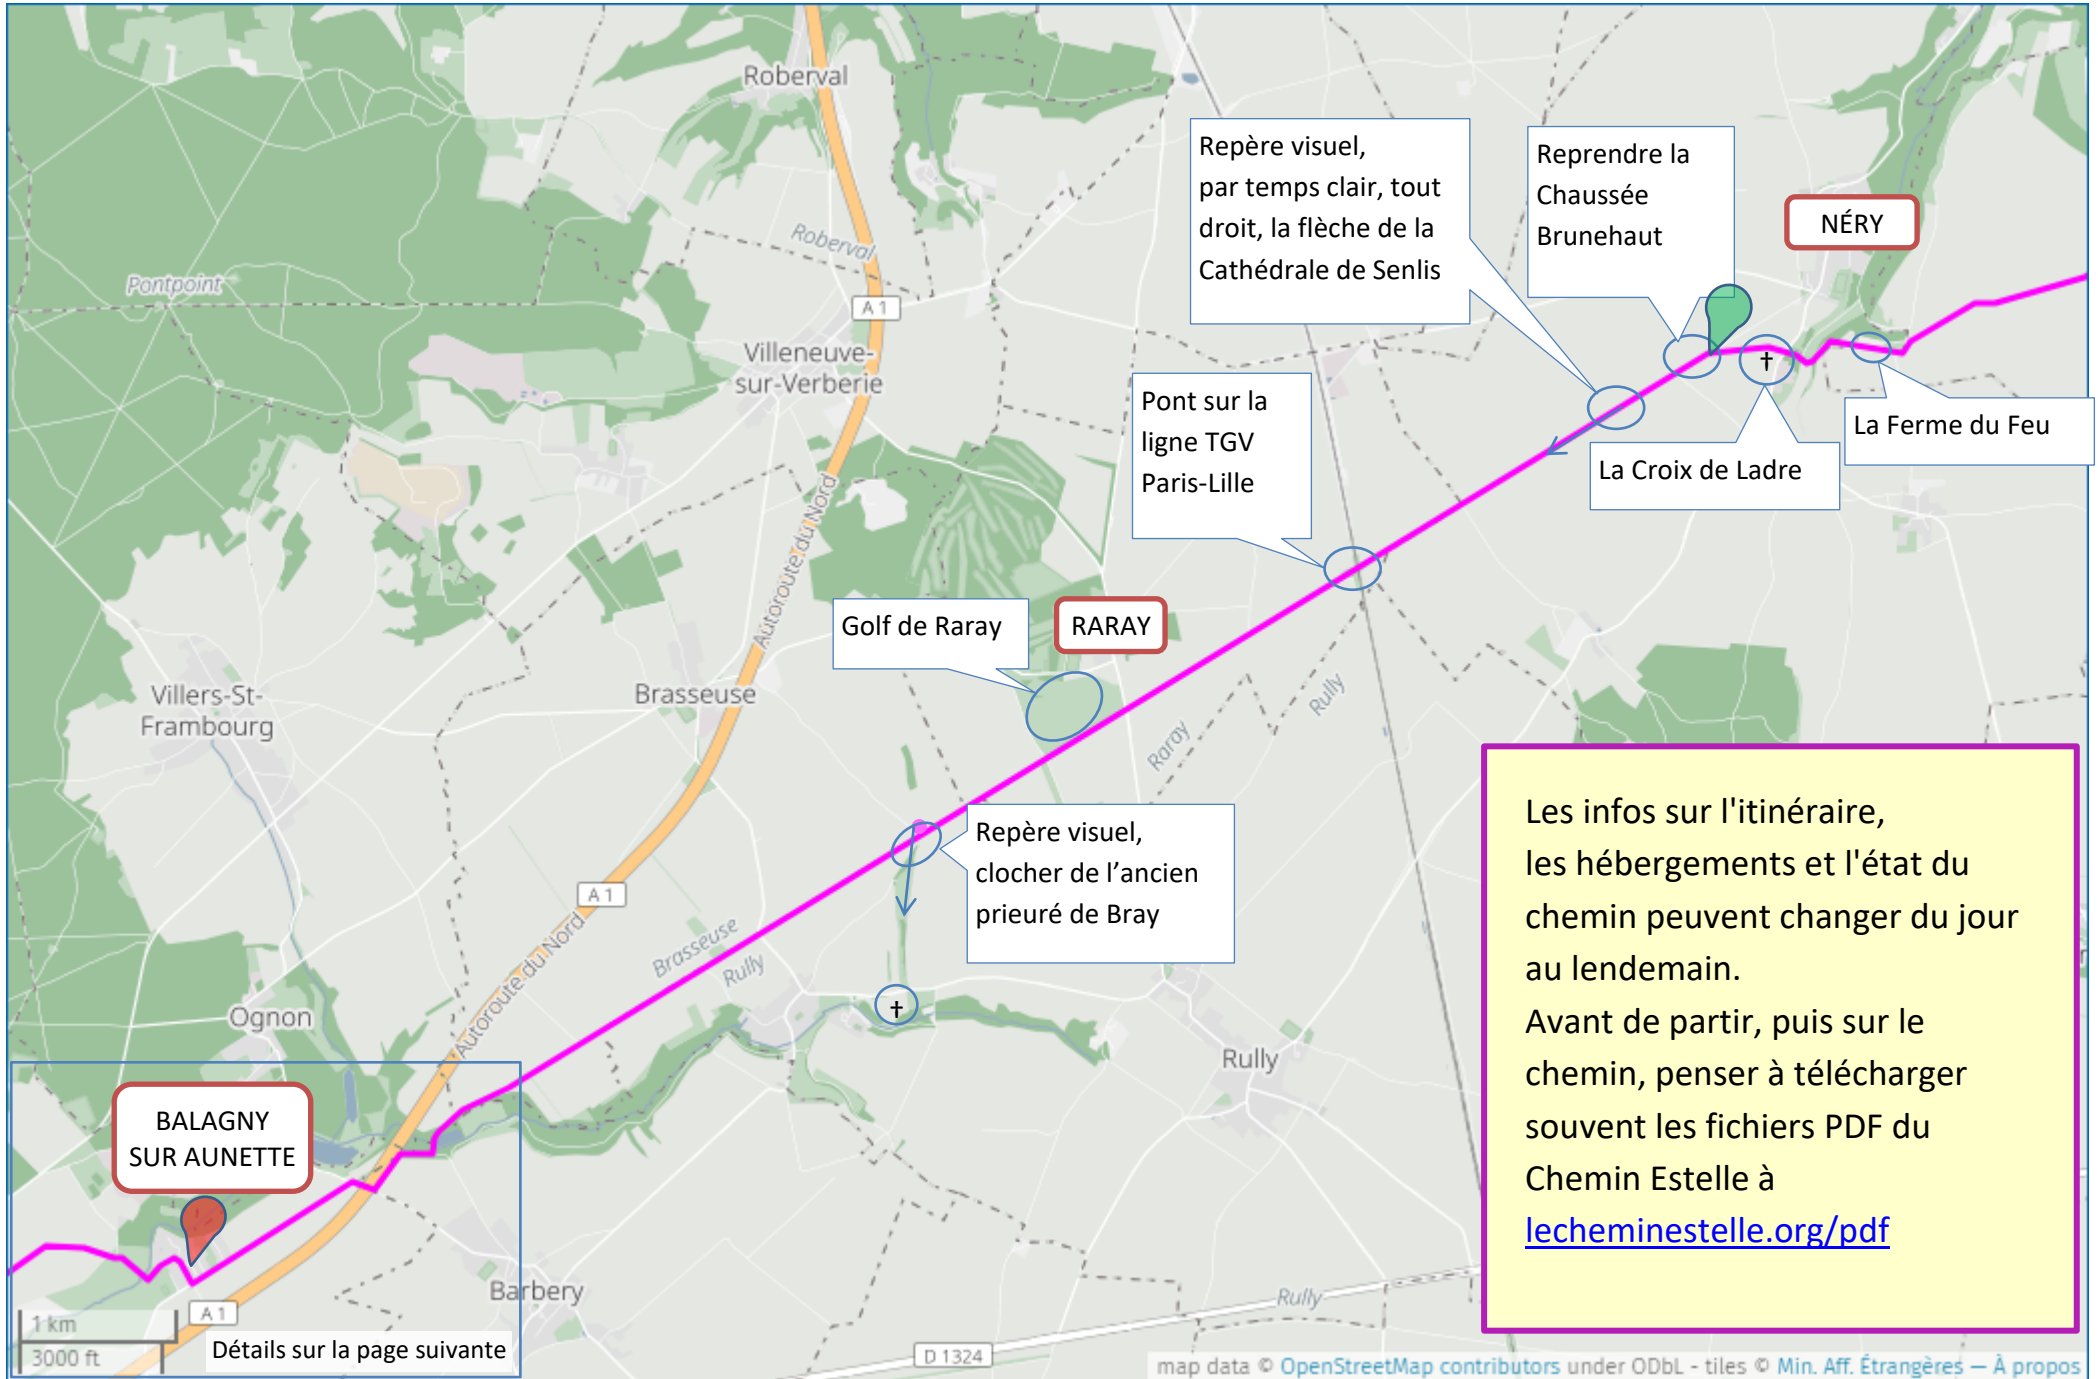 Roberval
Repère visuel,
par temps clair, tout
droit, la flèche de la
Cathédrale de Senlis
Reprendre la
Chaussée
Brunehaut
NÉRY
Roberval
Pontpoint
A 1
Villeneuve-
sur-Verberie
Pont sur la
ligne TGV
Paris-Lille
La Croix de Ladre
La Ferme du Feu
Autoroute du Nord
Golf de Raray
RARAY
Villers-St-
Frambourg
Brasseuse
Raray
Rully
Repère visuel,
clocher de l’ancien
prieuré de Bray
A 1
Autoroute du Nord
Brasseuse
Rully
Ognon
Rully
BALAGNY
SUR AUNETTE
Barbery
A 1
Rully
D 1324
1 km
3000 ft
Détails sur la page suivante
Les infos sur l'itinéraire,
les hébergements et l'état du
chemin peuvent changer du jour
au lendemain.
Avant de partir, puis sur le
chemin, penser à télécharger
souvent les fichiers PDF du
Chemin Estelle à
lecheminestelle.org/pdf
map data © OpenStreetMap contributors under ODbL - tiles © Min. Aff. Étrangères — À propos